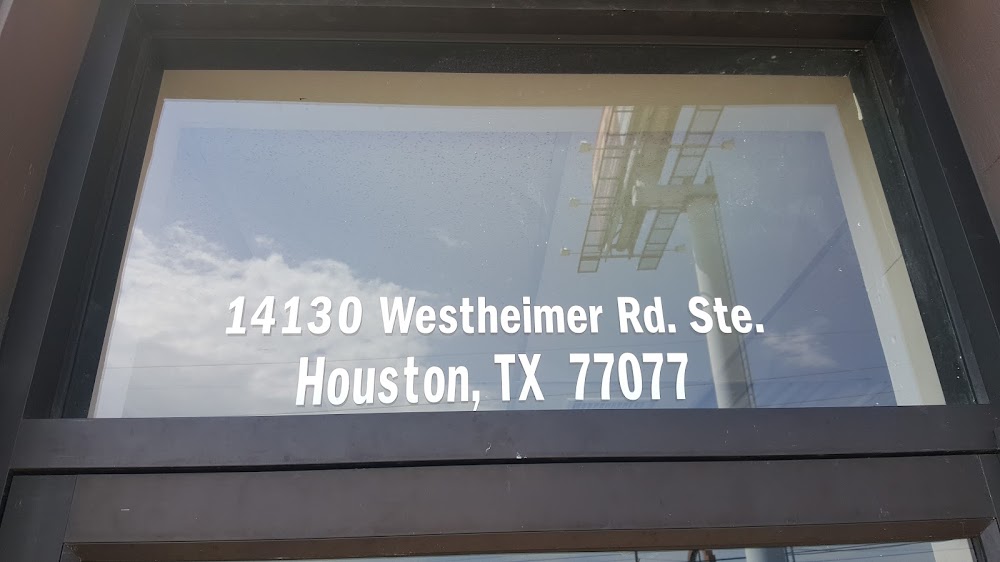 14130 Westheimer Rd. Ste.
Houston, TX 77077